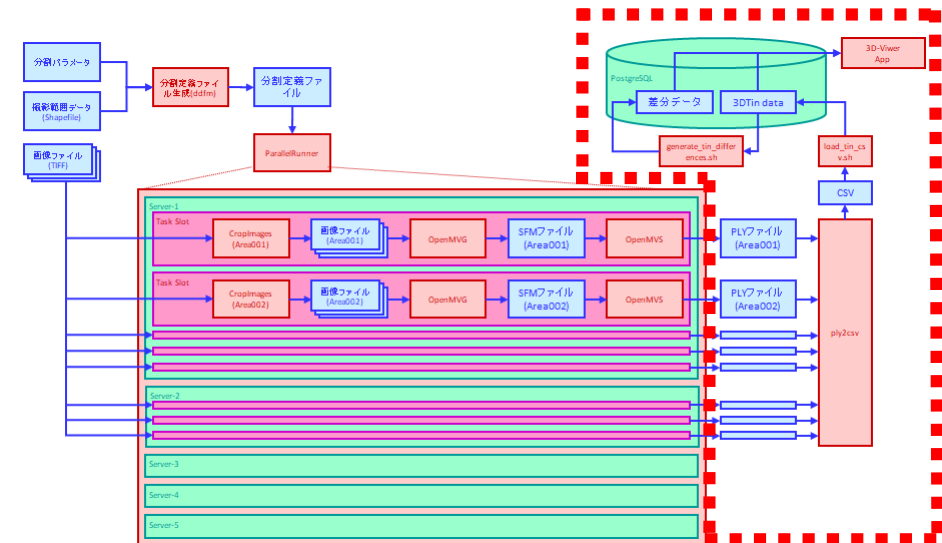 分割パラメータ
撮影範囲データ
(Shapefile)
画像ファイル
(TIFF)
分割定義ファイ
ル生成(ddfm)
分割定義ファ
イル
ParallelRunner
PostgreSQL
差分データ
3DTin data
3D-Viwer
App
generate_tin_differ
ences.sh
load_tin_cs
v.sh
CSV
Server-1
Task Slot
CropImages
(Area001)
画像ファイル
(Area001)
OpenMVG
SFMファイル
(Area001)
OpenMVS
PLYファイル
(Area001)
Task Slot
CropImages
(Area002)
画像ファイル
(Area002)
OpenMVG
SFMファイル
(Area002)
OpenMVS
PLYファイル
(Area002)
ply2csv
Server-2
Server-3
Server-4
Server-5